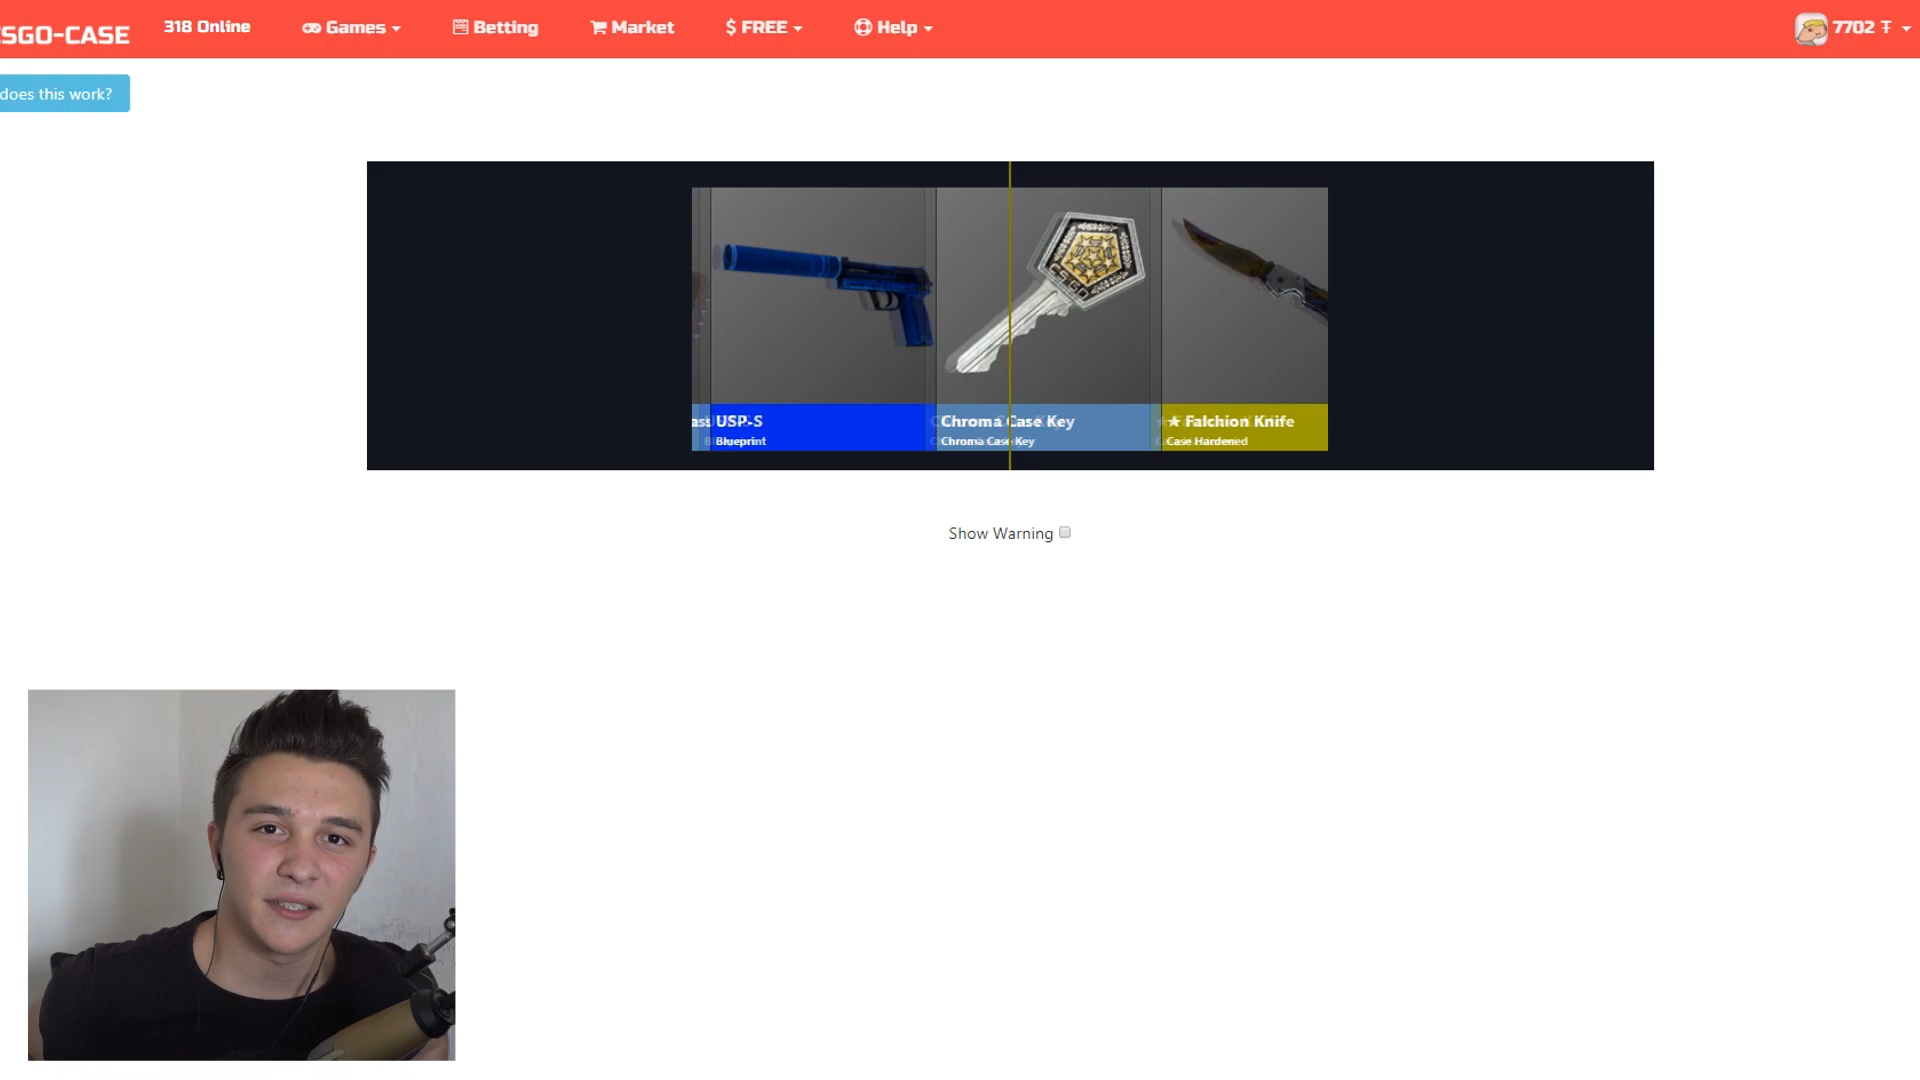 SGO-CASE
318 Online
Games
Betting
Market
$ FREE
Help
7702 Ŧ
does this work?
USP-S
Blueprint
Chroma Case Key
Chroma Case Key
★ Falchion Knife
Case Hardened
Show Warning